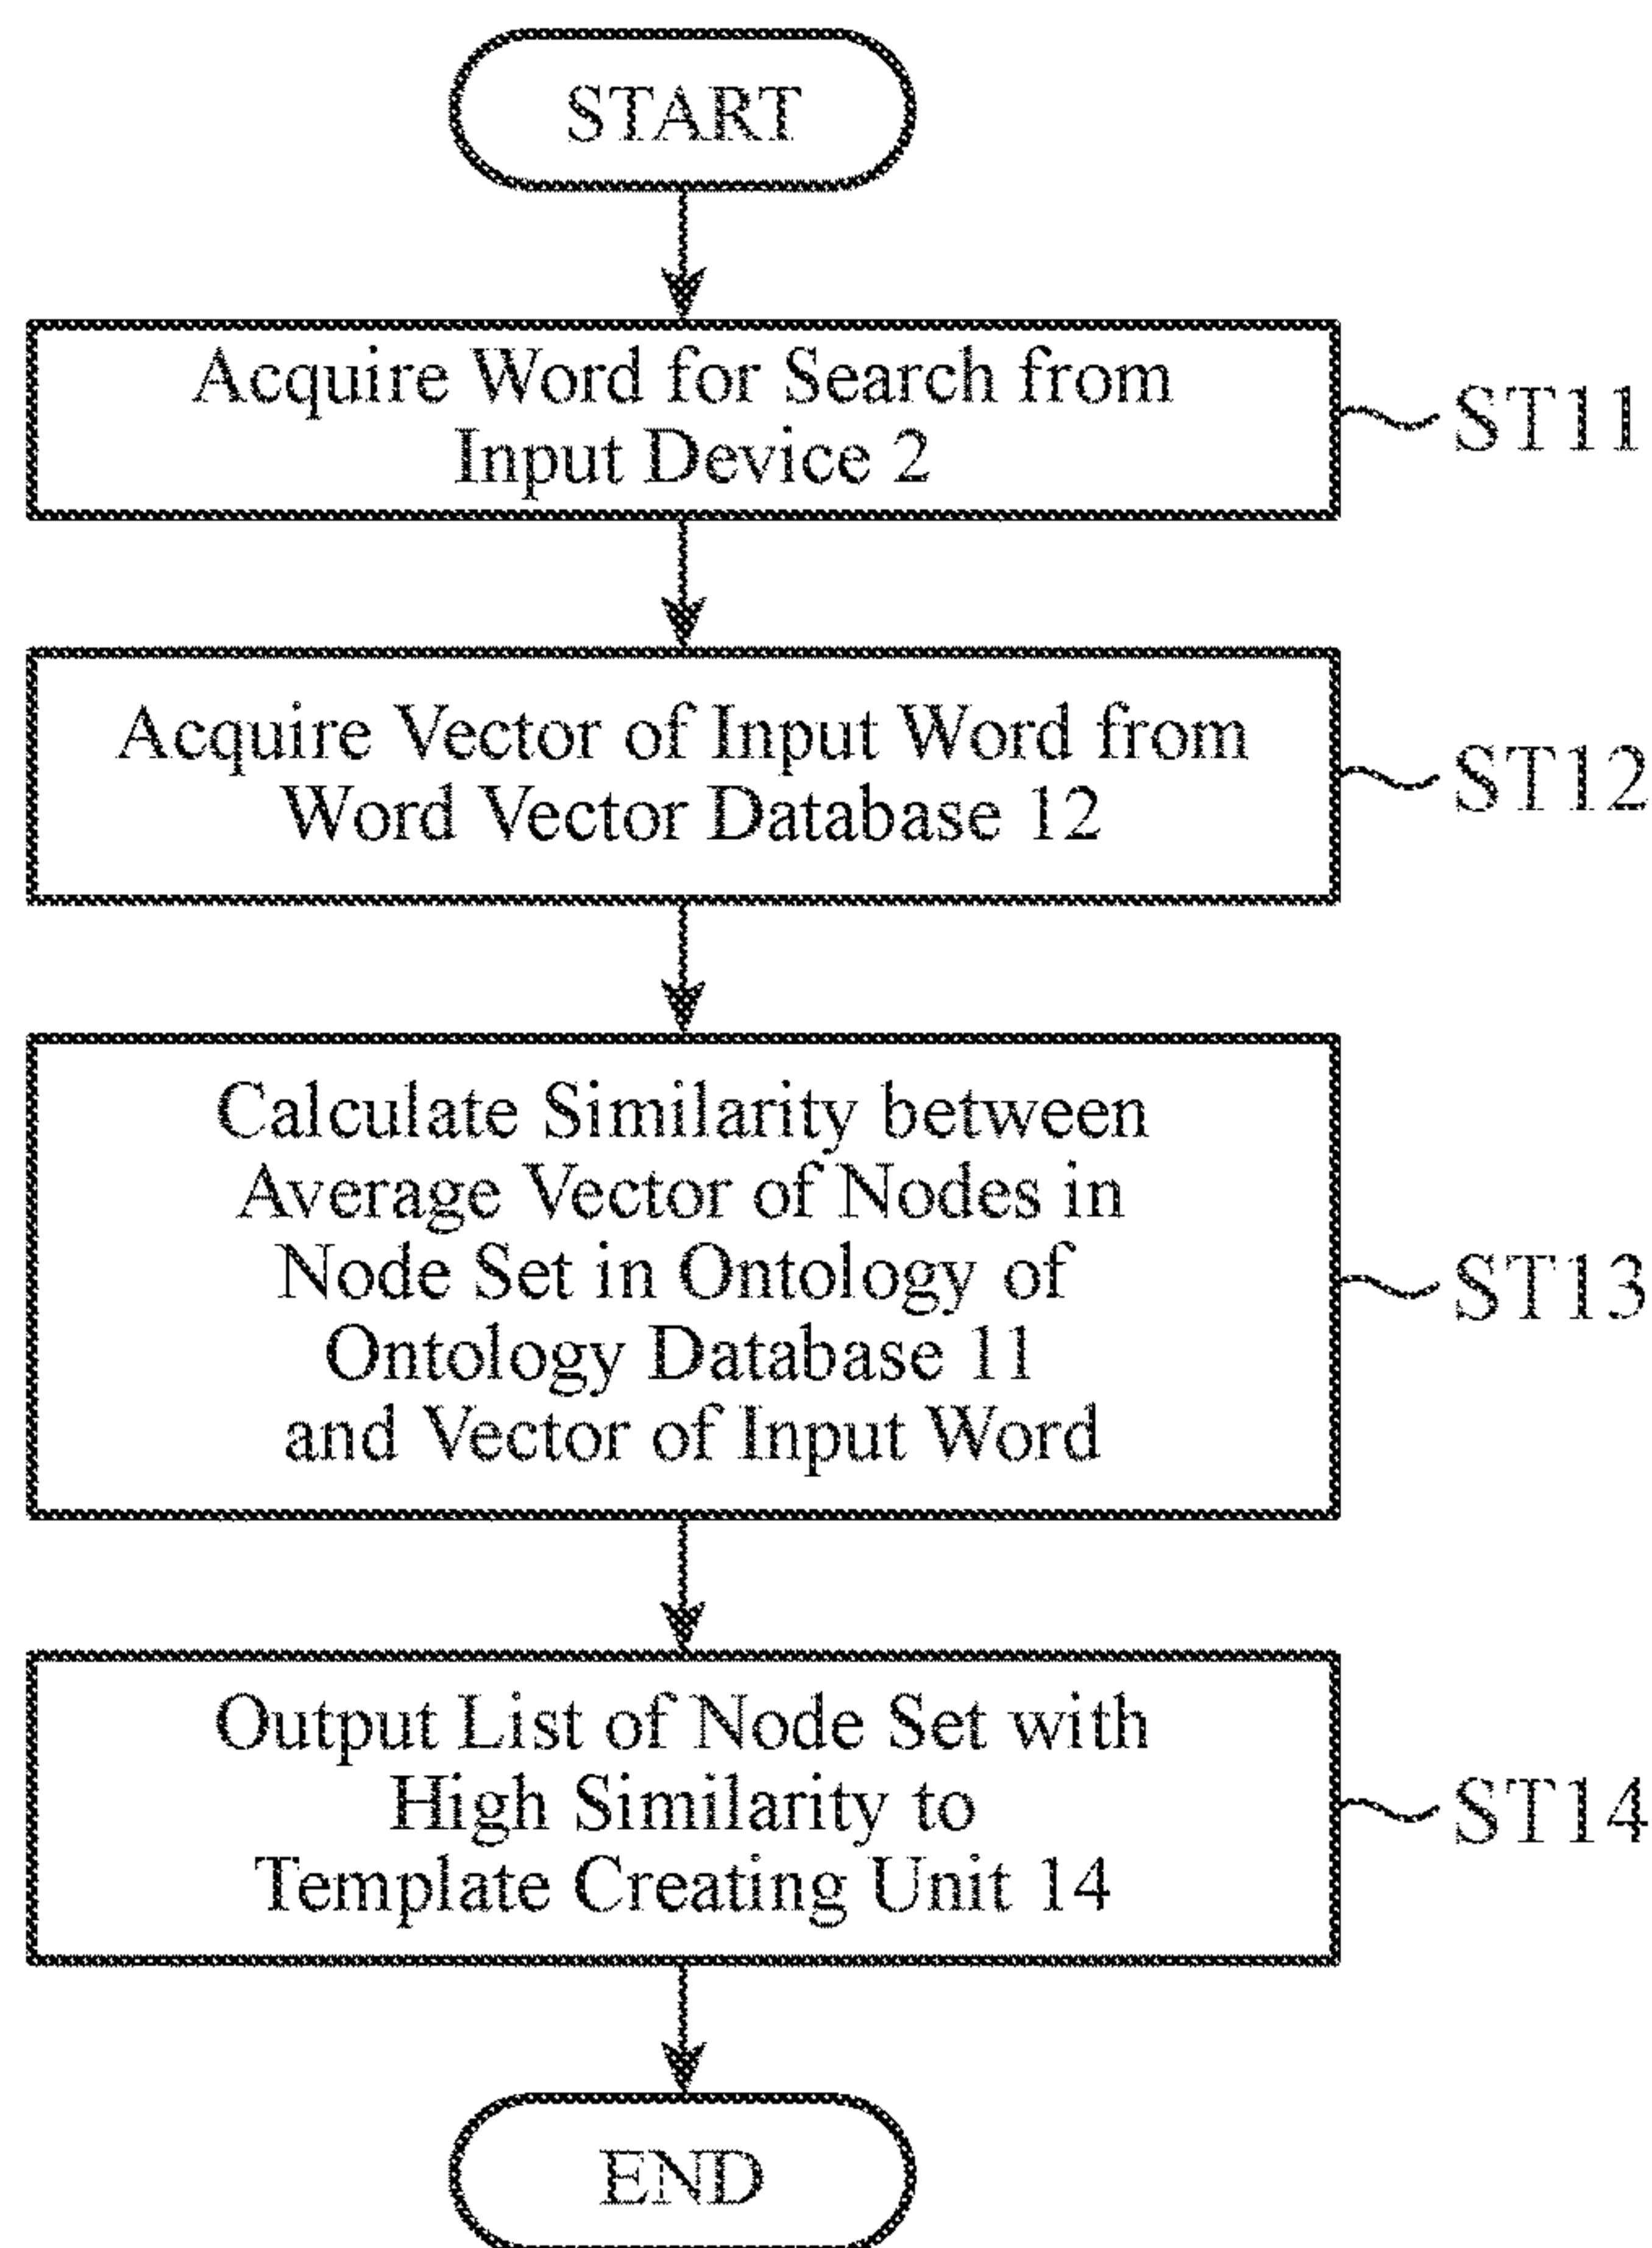 START
Acquire Word for Search from
Input Device 2
ST11
Acquire Vector of Input Word from
Word Vector Database 12
ST12
Calculate Similarity between
Average Vector of Nodes in
Node Set in Ontology of
Ontology Database 11
and Vector of Input Word
ST13
Output List of Node Set with
High Similarity to
Template Creating Unit 14
ST14
END